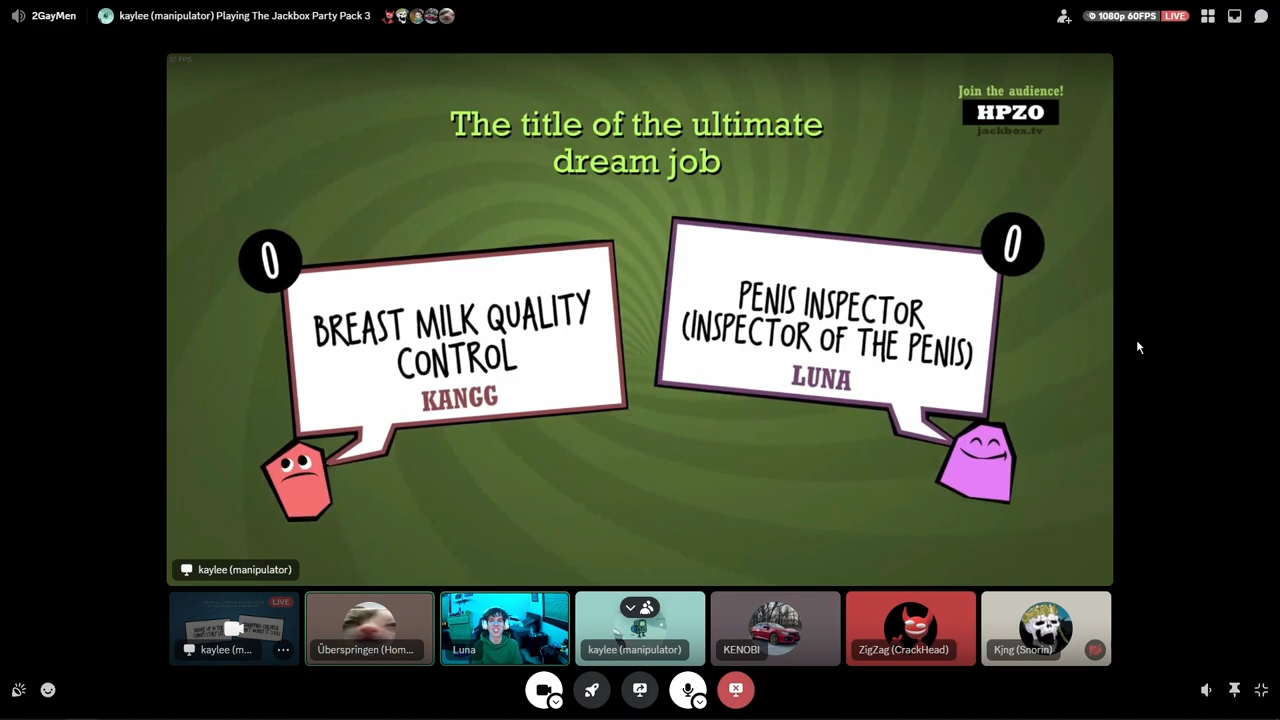 2GayMen
kaylee (manipulator) Playing The Jackbox Party Pack 3
1080p 60FPS LIVE
37 FPS
Join the audience!
HPZO
jackbox.tv
The title of the ultimate
dream job
0
0
BREAST MILK QUALITY
CONTROL
KANGG
PENIS INSPECTOR
(INSPECTOR OF THE PENIS)
LUNA
kaylee (manipulator)
LIVE
kaylee (m...
Überspringen (Hom...
Luna
kaylee (manipulator)
KENOBI
ZigZag (CrackHead)
Kjng (Snorin)